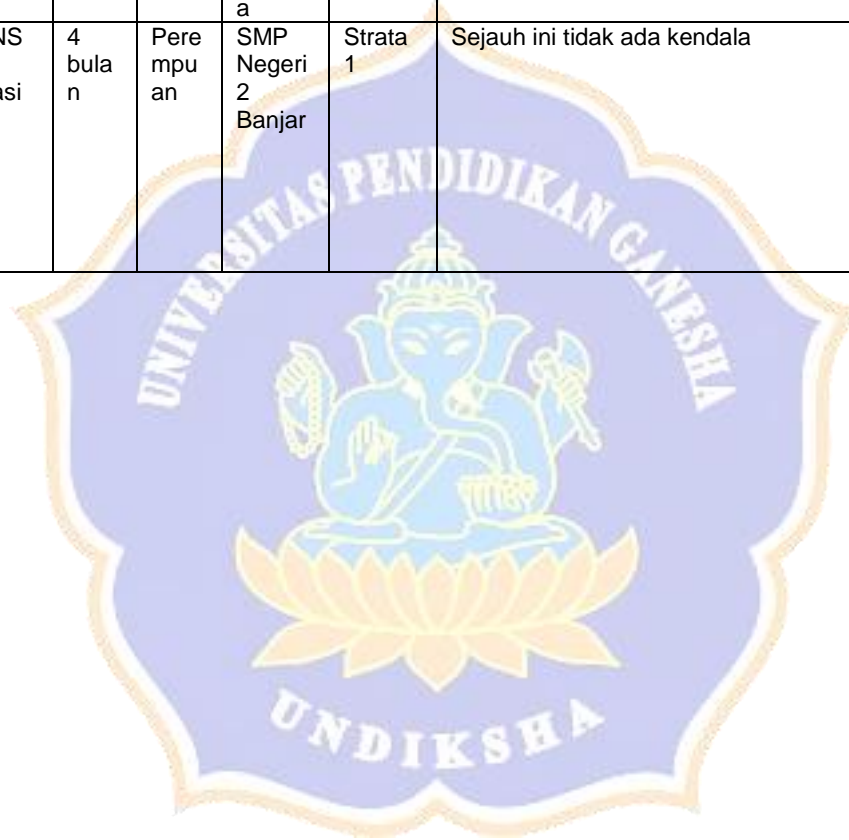 a
NS 4 Pere SMP Strata Sejauh ini tidak ada kendala
bula mpu Negeri 1
asi n an 2
Banjar
UNIVERSITAS PENDIDIKAN GANESHA
UNDIKSHA